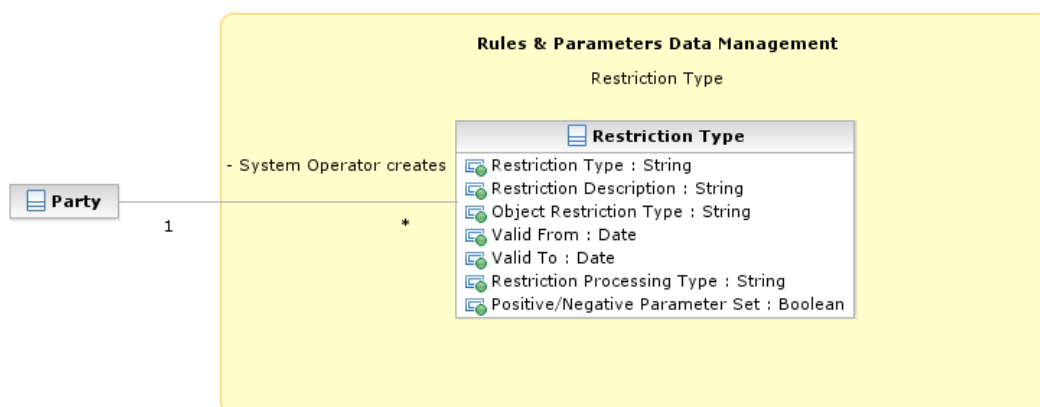 Rules & Parameters Data Management
Restriction Type
Restriction Type
- System Operator creates
Restriction Type : String
Restriction Description : String
Party
Object Restriction Type : String
1
*
Valid From : Date
Valid To : Date
Restriction Processing Type : String
Positive/Negative Parameter Set : Boolean